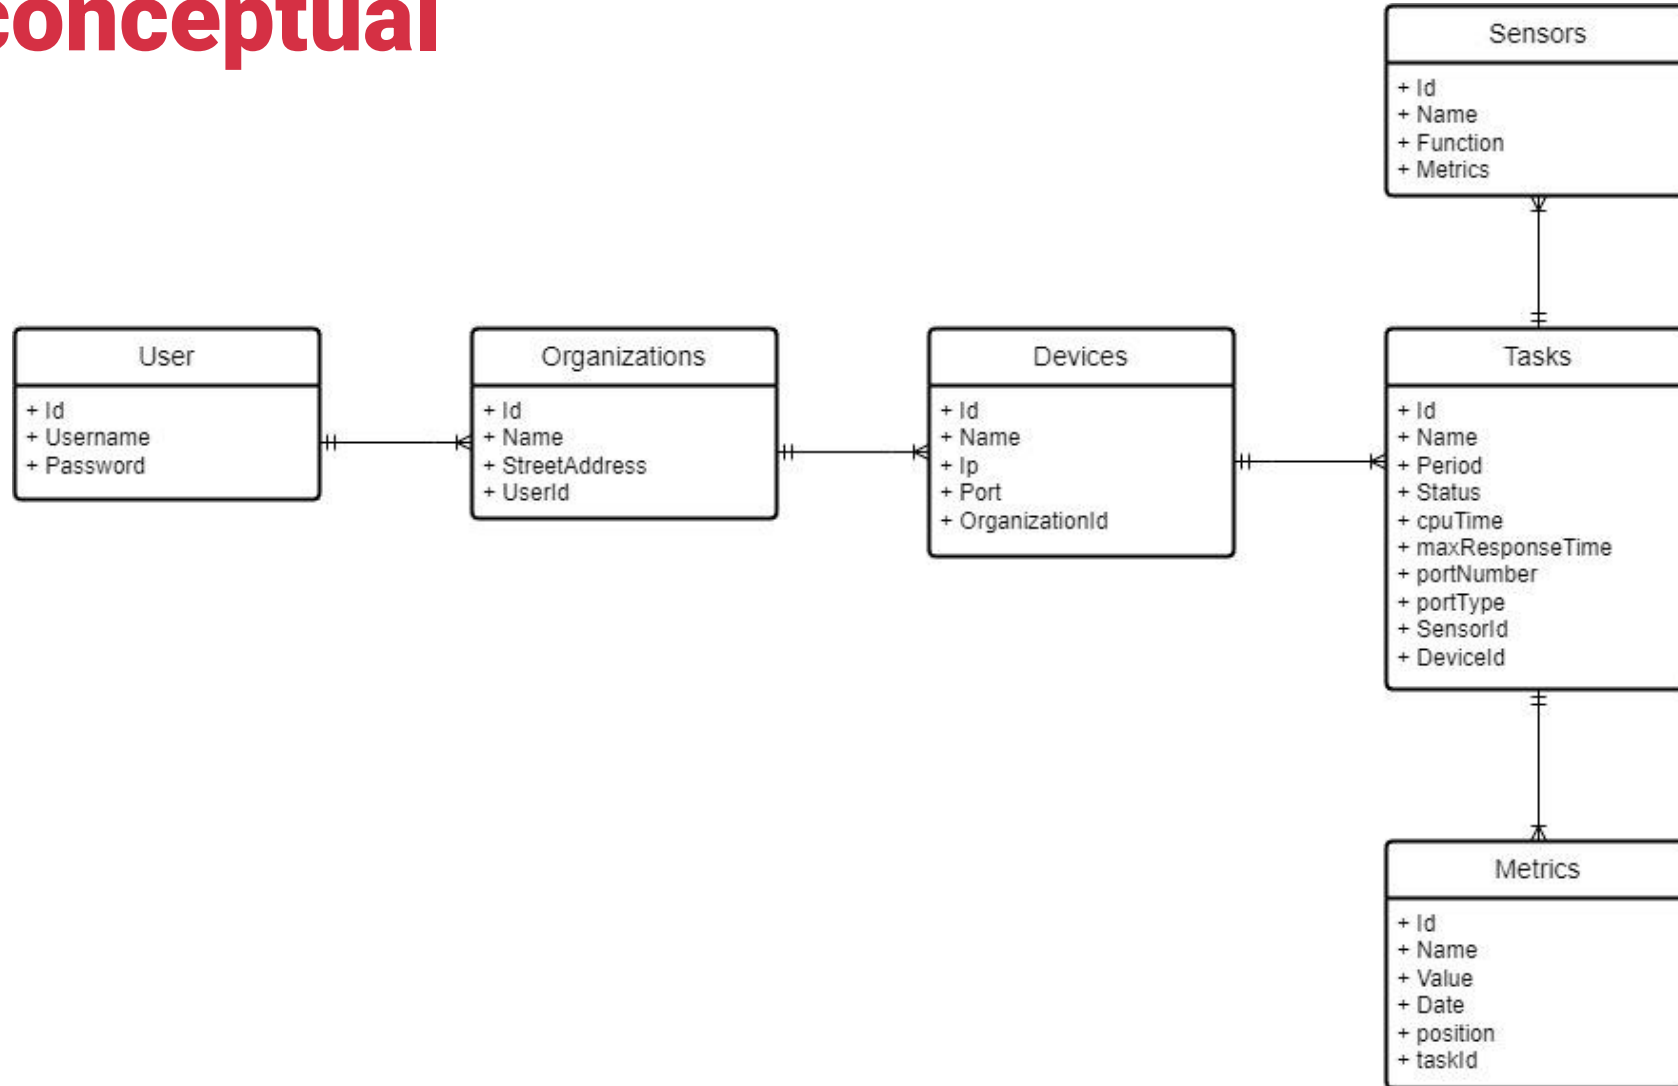 conceptual
Sensors
+ Id
+ Name
+ Function
+ Metrics
User
+ Id
+ Username
+ Password
Organizations
+ Id
+ Name
+ StreetAddress
+ UserId
Devices
+ Id
+ Name
+ Ip
+ Port
+ OrganizationId
Tasks
+ Id
+ Name
+ Period
+ Status
+ cpuTime
+ maxResponseTime
+ portNumber
+ portType
+ SensorId
+ DeviceId
Metrics
+ Id
+ Name
+ Value
+ Date
+ position
+ taskId